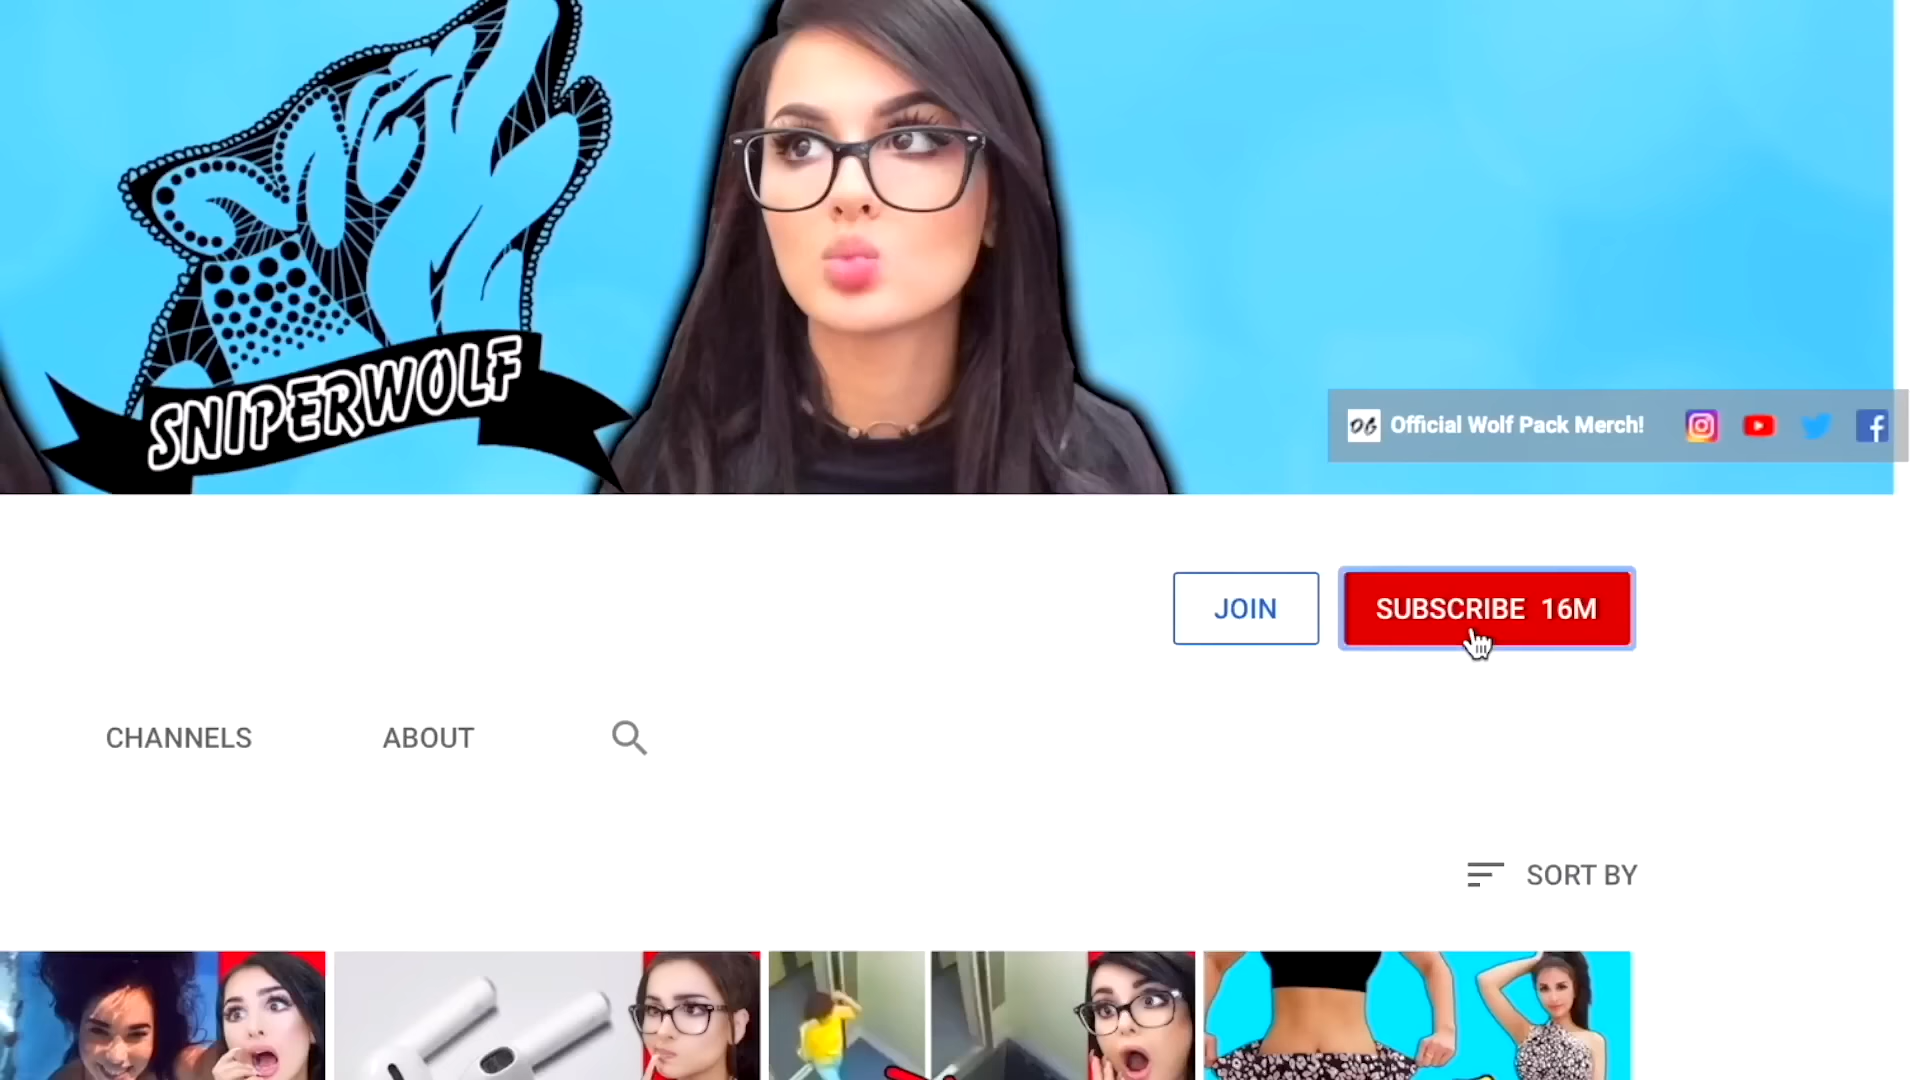 SNIPERWOLF
OG Official Wolf Pack Merch!
JOIN
SUBSCRIBE 16M
CHANNELS
ABOUT
SORT BY